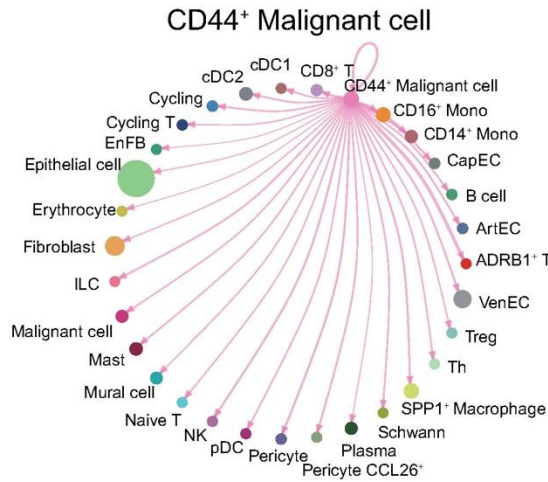 CD44⁺ Malignant cell
CD8⁺ T
cDC1
CD44⁺ Malignant cell
cDC2
CD16⁺ Mono
Cycling
CD14⁺ Mono
Cycling T
EnFB
CapEC
Epithelial cell
B cell
Erythrocyte
ArtEC
Fibroblast
ADRB1⁺ T
ILC
VenEC
Malignant cell
Treg
Mast
Th
Mural cell
SPP1⁺ Macrophage
Naive T
Schwann
NK
Plasma
pDC
Pericyte
Pericyte CCL26⁺